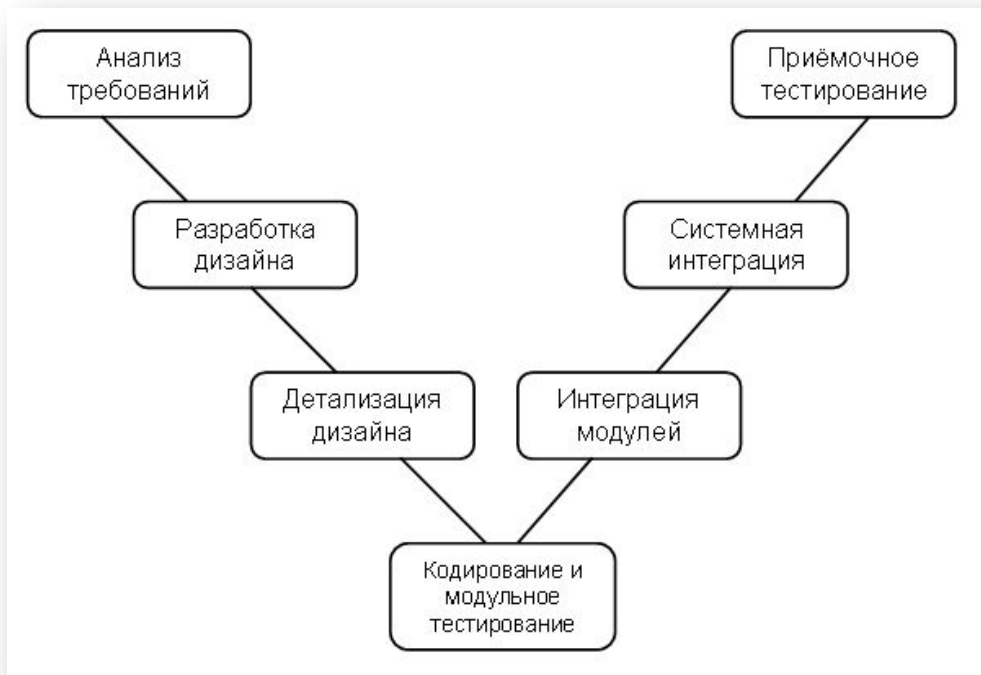 Анализ
требований
Приёмочное
тестирование
Разработка
дизайна
Системная
интеграция
Детализация
дизайна
Интеграция
модулей
Кодирование и
модульное
тестирование